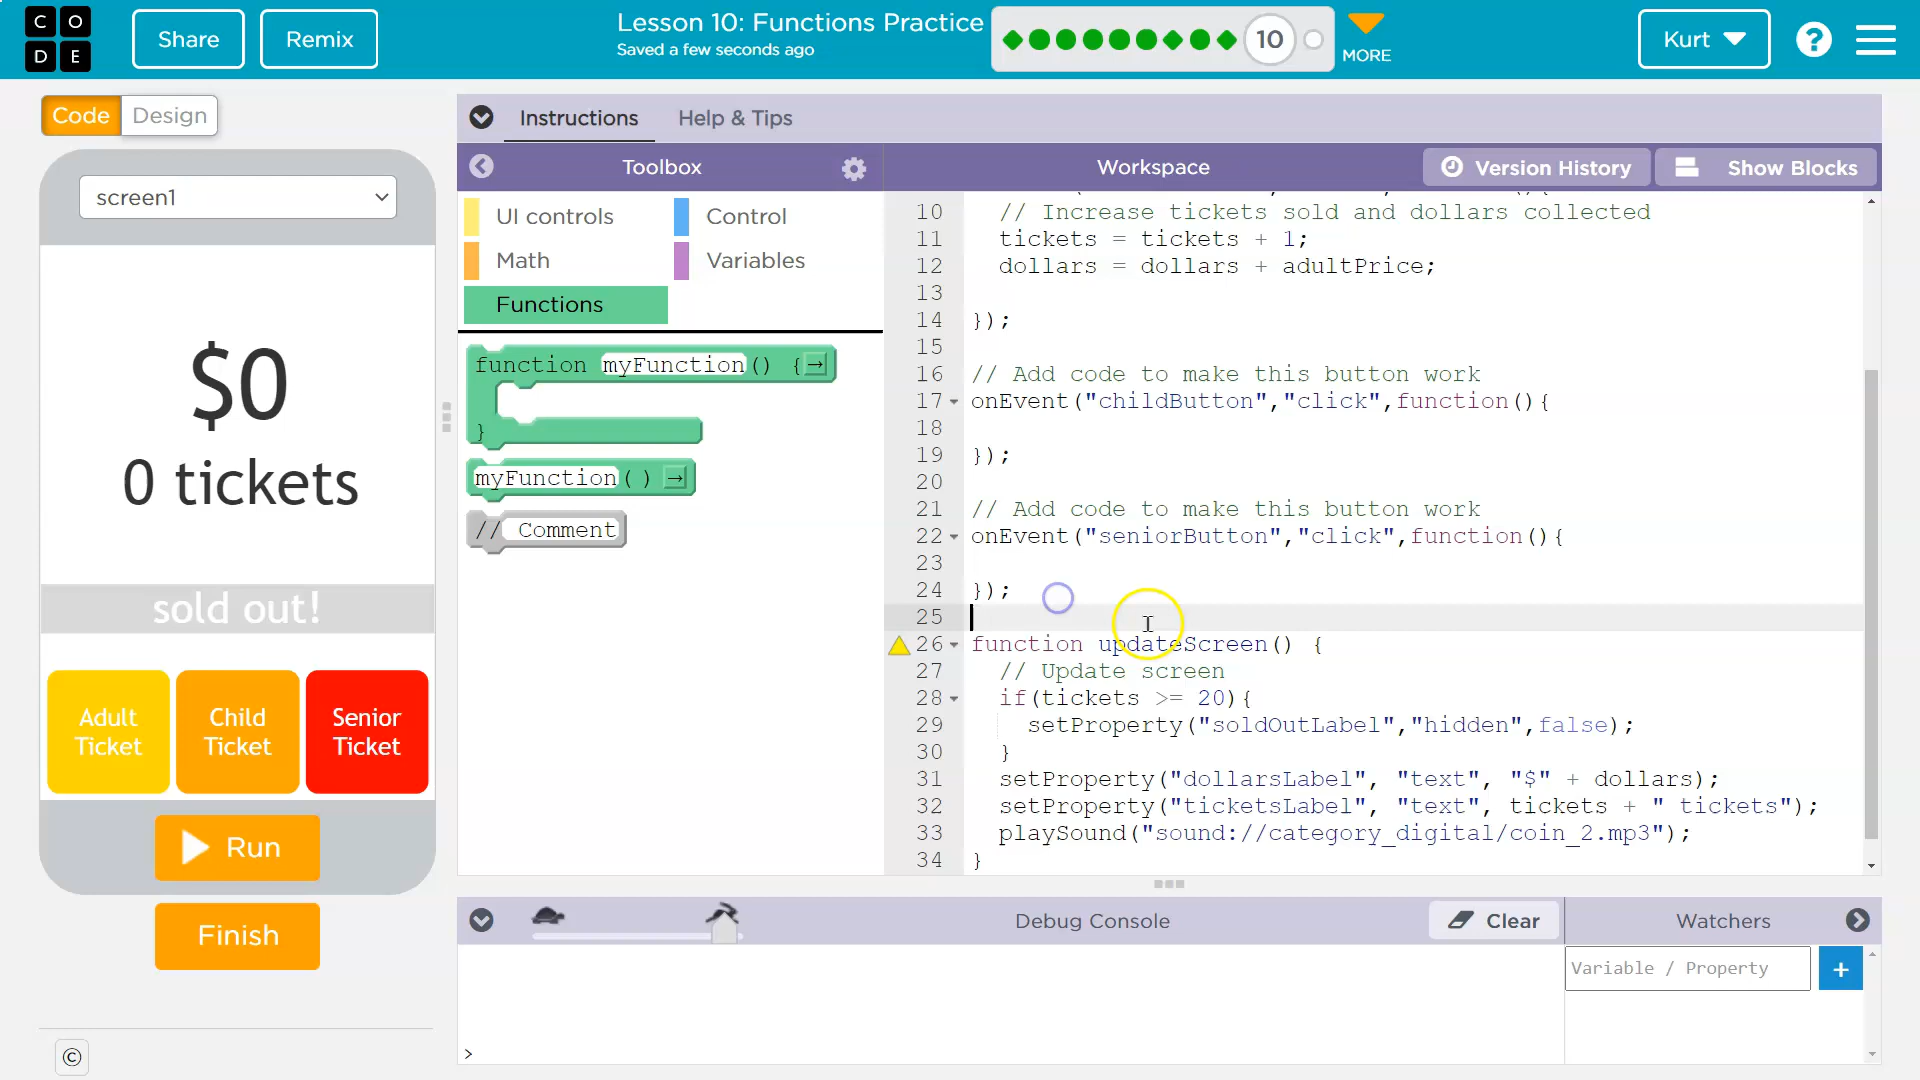 C O
D E
Share
Remix
Lesson 10: Functions Practice
Saved a few seconds ago
10
MORE
Kurt
?
Code
Design
screen1
$0
0 tickets
sold out!
Adult
Ticket
Child
Ticket
Senior
Ticket
Run
Finish
©
Instructions
Help & Tips
Toolbox
Workspace
Version History
Show Blocks
UI controls
Control
Math
Variables
Functions
function myFunction() {→
}
myFunction() →
// Comment
10 // Increase tickets sold and dollars collected
11 tickets = tickets + 1;
12 dollars = dollars + adultPrice;
13
14 });
15
16 // Add code to make this button work
17 onEvent("childButton","click",function(){
18
19 });
20
21 // Add code to make this button work
22 onEvent("seniorButton","click",function(){
23
24 });
25
26 function updateScreen() {
27 // Update screen
28 if(tickets >= 20){
29 setProperty("soldOutLabel","hidden",false);
30 }
31 setProperty("dollarsLabel", "text", "$" + dollars);
32 setProperty("ticketsLabel", "text", tickets + " tickets");
33 playSound("sound://category_digital/coin_2.mp3");
34 }
Debug Console
Clear
Watchers
Variable / Property
+
>